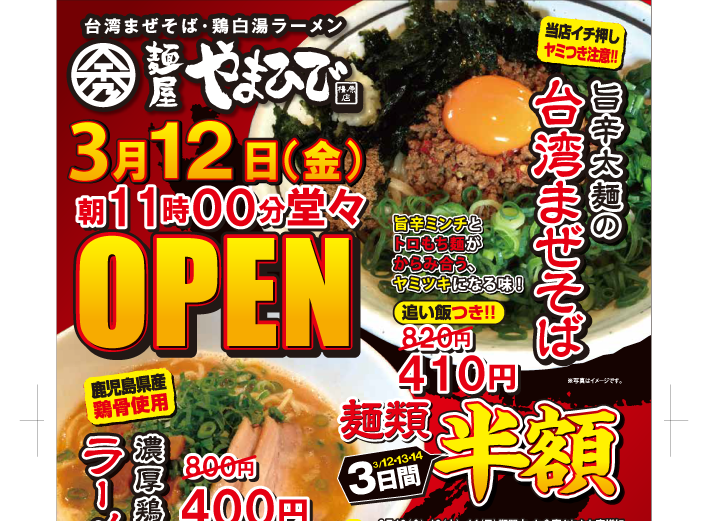 台湾まぜそば・鶏白湯ラーメン
麺屋 やまひで
橿原店
3月12日(金)
朝11時00分堂々
OPEN
当店イチ押し
ヤミつき注意!!
旨辛太麺の
台湾まぜそば
旨辛ミンチと
トロもち麺が
からみ合う、
ヤミツキになる味!
追い飯つき!!
820円
410円
※写真はイメージです。
鹿児島県産
鶏骨使用
濃厚鶏
ラーメ
800円
400円
麺類
3/12・13・14
3日間
半額